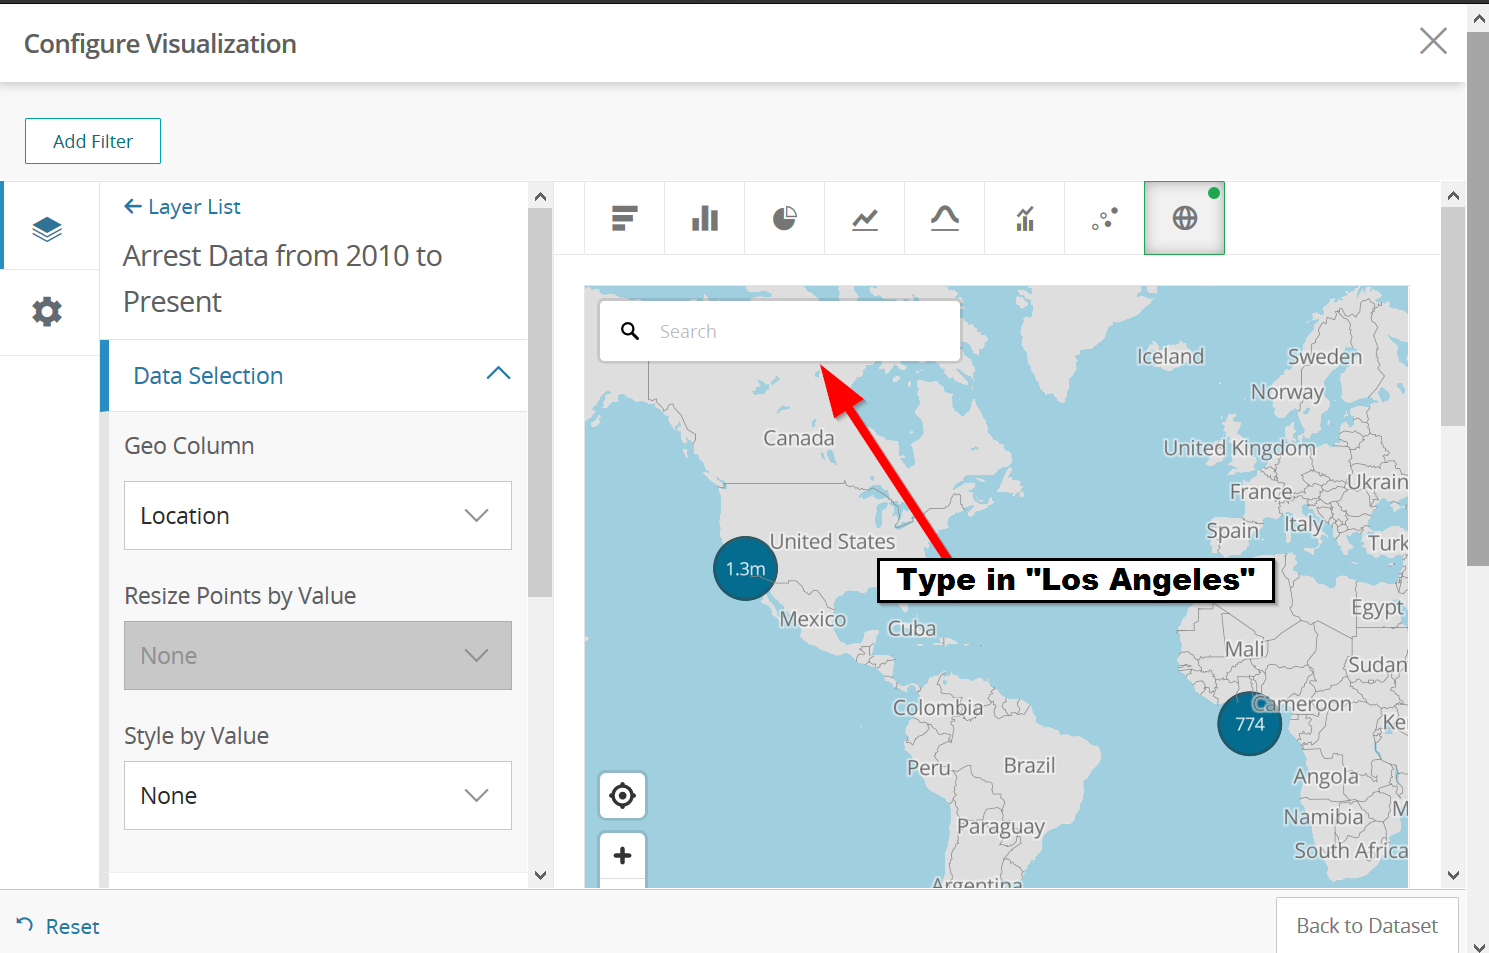 Configure Visualization
Add Filter
Layer List
Arrest Data from 2010 to
Present
Data Selection
Geo Column
Location
Resize Points by Value
None
Style by Value
None
Search
Iceland
Sweden
Norway
Canada
United Kingdom
Ukrain
France
Italy
Spain
Turk
United States
1.3m
Type in "Los Angeles"
Mexico
Cuba
Egypt
Mali
Sudan
Colombia
Cameroon
774
Ke
Peru
Brazil
Angola
Namibia
M
Paraguay
South Africa
Argentina
Reset
Back to Dataset